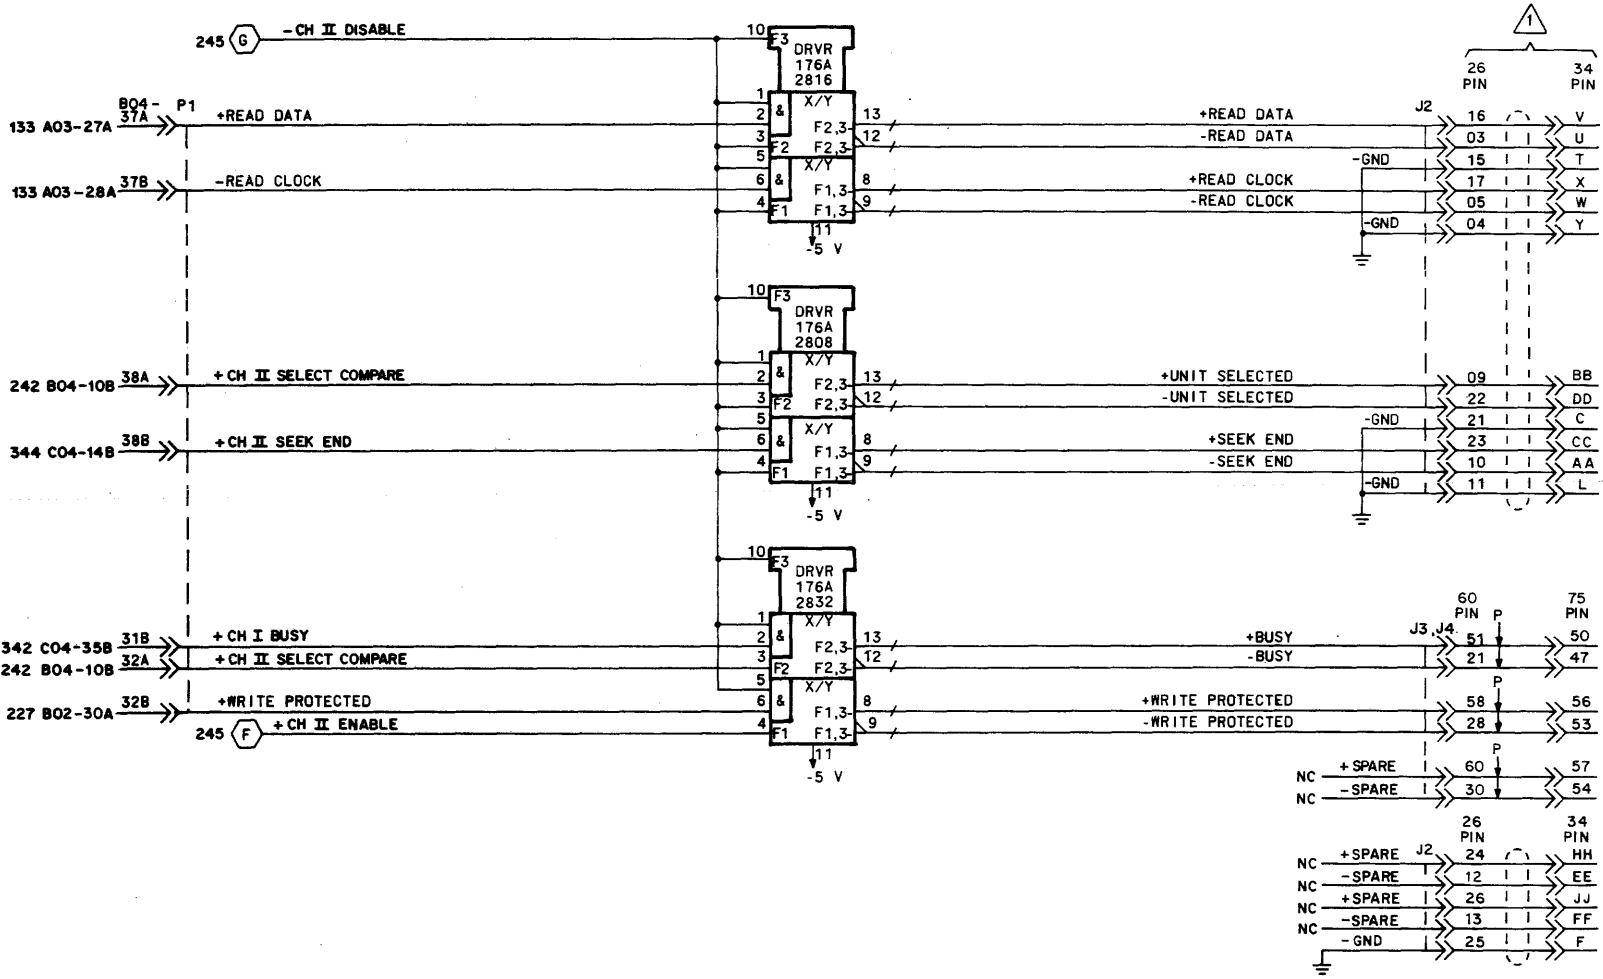 245 G -CH II DISABLE
10 F3
DRVR
176A
2816
1
26 PIN
34 PIN
B04- P1
133 A03-27A 37A +READ DATA
1
2 & X/Y
3 F2
F2,3 13 +READ DATA J2 16 V
F2,3 12 -READ DATA 03 U
-GND 15 T
133 A03-28A 37B -READ CLOCK
5
6 & X/Y
4 F1
F1,3 8 +READ CLOCK 17 X
F1,3 9 -READ CLOCK 05 W
-GND 04 Y
11
-5 V
10 F3
DRVR
176A
2808
242 B04-10B 38A +CH II SELECT COMPARE
1
2 & X/Y
3 F2
F2,3 13 +UNIT SELECTED 09 BB
F2,3 12 -UNIT SELECTED 22 DD
-GND 21 C
344 C04-14B 38B +CH II SEEK END
5
6 & X/Y
4 F1
F1,3 8 +SEEK END 23 CC
F1,3 9 -SEEK END 10 AA
-GND 11 L
11
-5 V
10 F3
DRVR
176A
2832
60 PIN P 75 PIN
342 C04-35B 31B +CH I BUSY
242 B04-10B 32A +CH II SELECT COMPARE
1
2 & X/Y
3 F2
F2,3 13 +BUSY J3,J4 51 50
F2,3 12 -BUSY 21 47
P
227 B02-30A 32B +WRITE PROTECTED
245 F +CH II ENABLE
5
6 & X/Y
4 F1
F1,3 8 +WRITE PROTECTED 58 56
F1,3 9 -WRITE PROTECTED 28 53
11
-5 V
P
NC +SPARE 60 57
NC -SPARE 30 54
26 PIN
34 PIN
NC +SPARE J2 24 HH
NC -SPARE 12 EE
NC +SPARE 26 JJ
NC -SPARE 13 FF
-GND 25 F